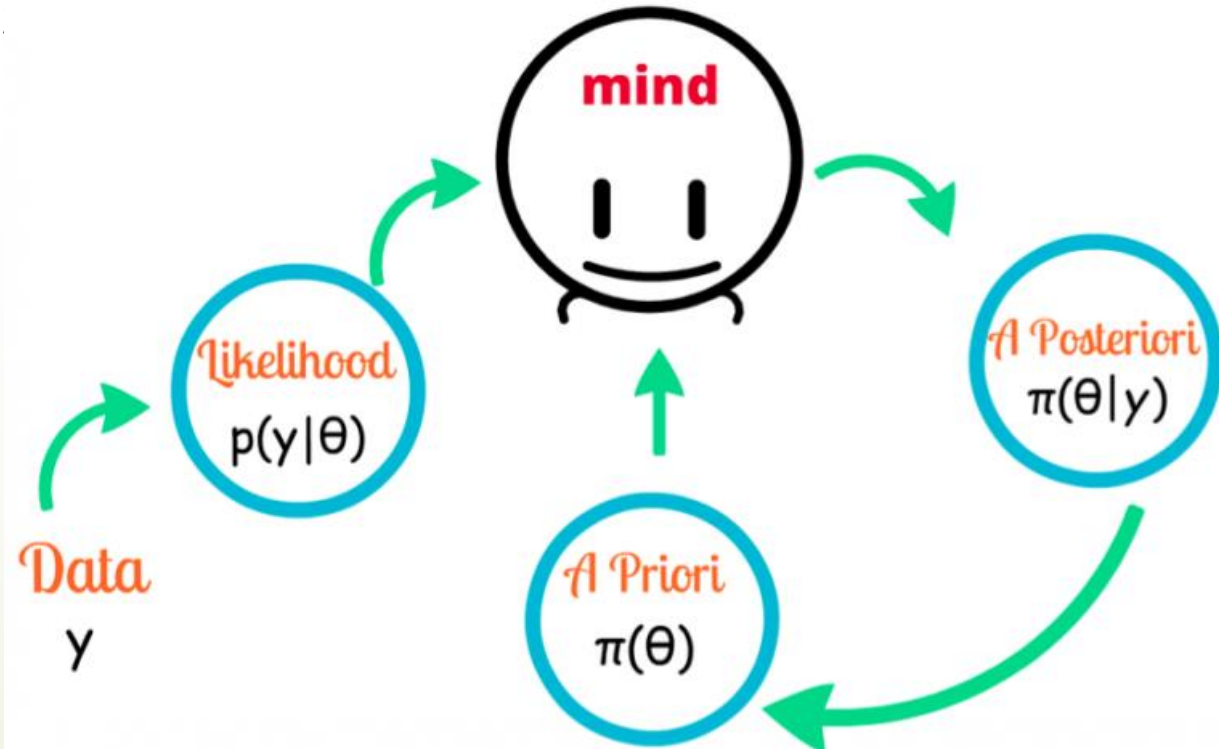 mind
Likelihood
p(y|θ)
A Posteriori
π(θ|y)
Data
y
A Priori
π(θ)